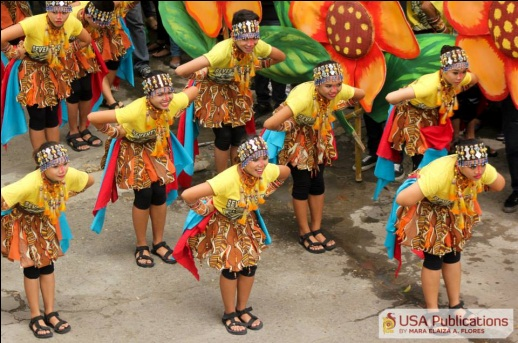 USA Publications
BY MARA ELAIZA A. FLORES